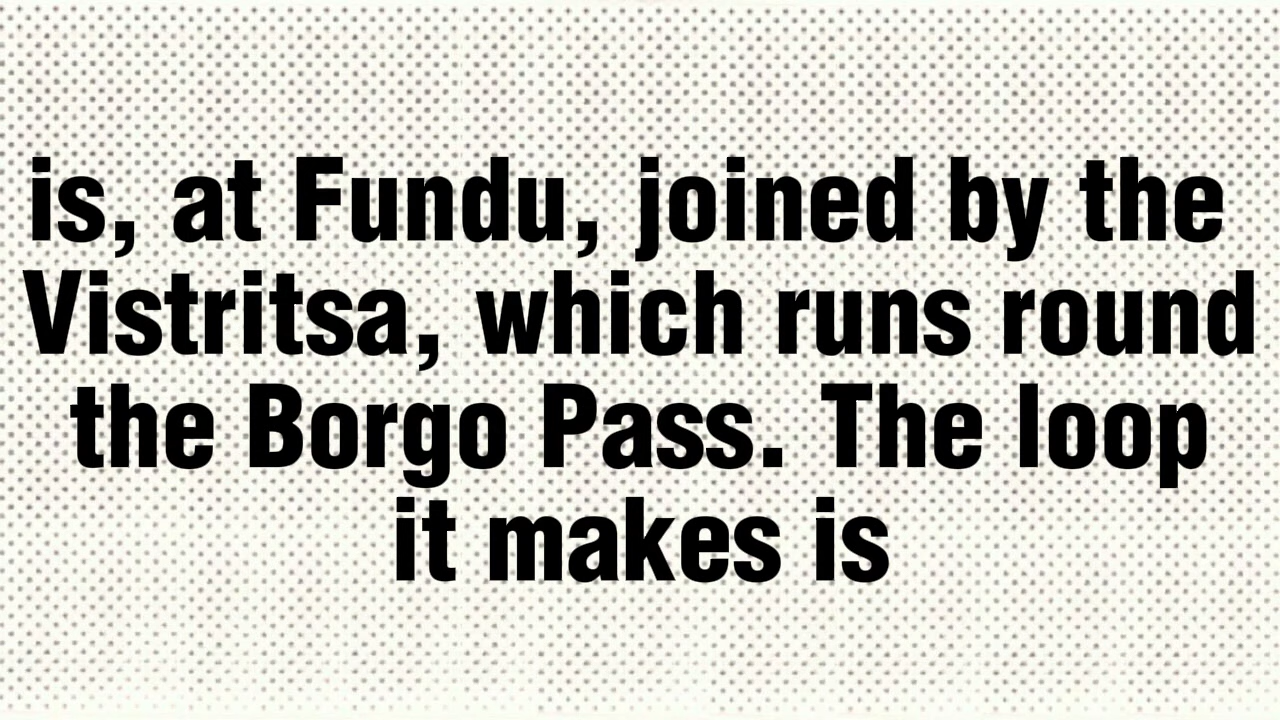 is, at Fundu, joined by the
Vistritsa, which runs round
the Borgo Pass. The loop
it makes is